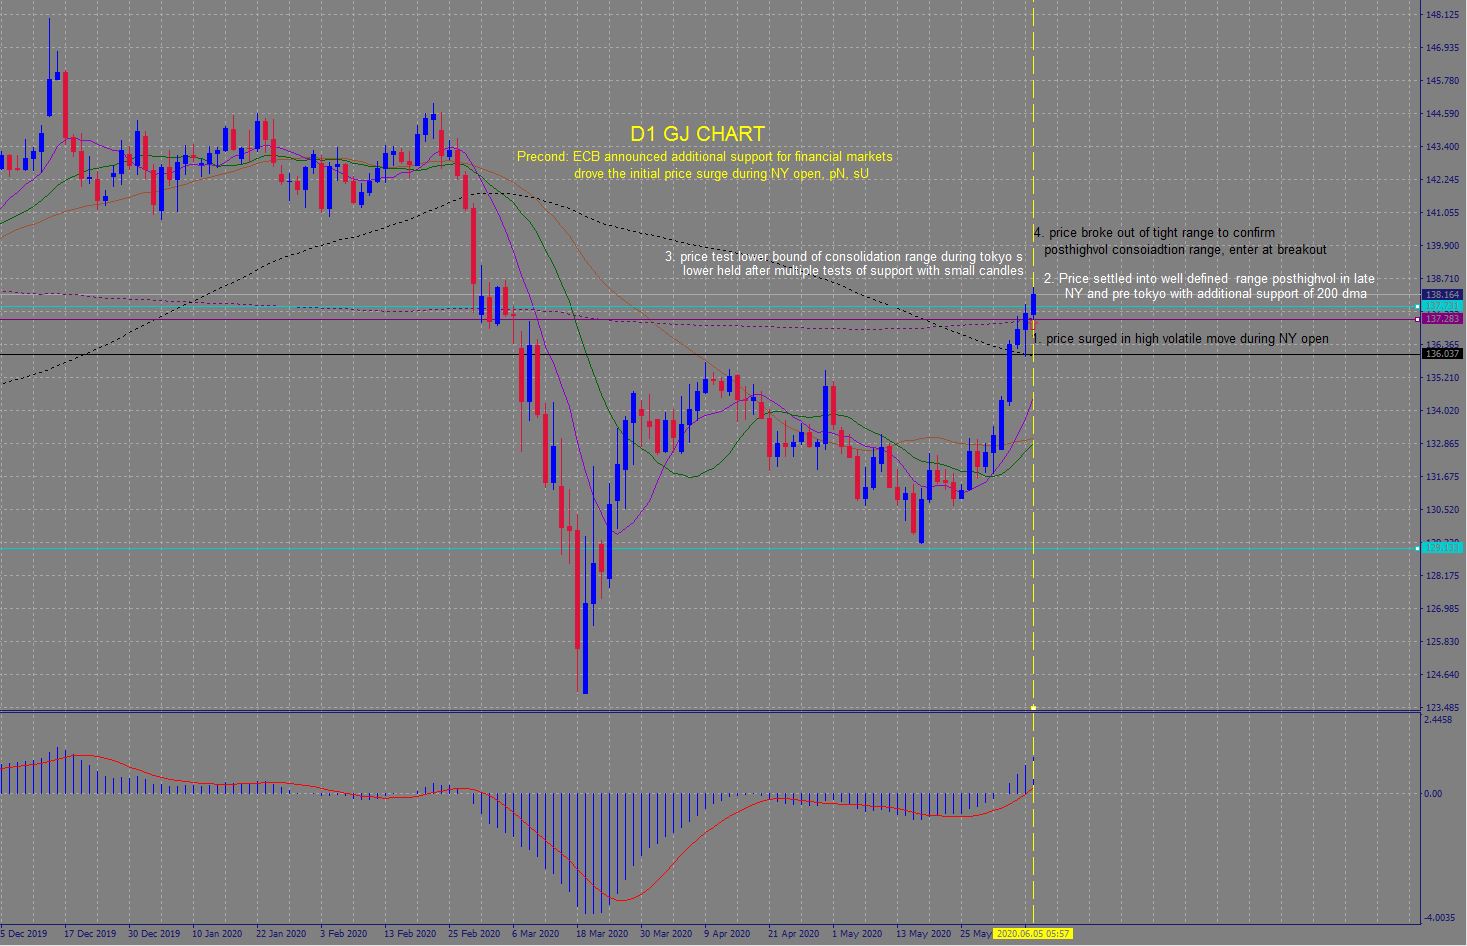 148.125
146.935
145.780
D1 GJ CHART
144.590
Precond: ECB announced additional support for financial markets
143.400
drove the initial price surge during NY open, pN, sU
142.245
141.055
4. price broke out of tight range to confirm
posthighvol consoiadtion range, enter at breakout
139.900
3. price test lower bound of consolidation range during tokyo s
lower held after multiple tests of support with small candles
2. Price settled into well defined range posthighvol in late
NY and pre tokyo with additional support of 200 dma
138.710
138.164
137.283
1. price surged in high volatile move during NY open
136.365
136.037
135.210
134.020
132.865
131.675
130.520
128.175
126.985
125.830
124.640
123.485
2.4458
0.00
-4.0035
5 Dec 2019 17 Dec 2019 30 Dec 2019 10 Jan 2020 22 Jan 2020 3 Feb 2020 13 Feb 2020 25 Feb 2020 6 Mar 2020 18 Mar 2020 30 Mar 2020 9 Apr 2020 21 Apr 2020 1 May 2020 13 May 2020 25 May 2020.06.05 05:57